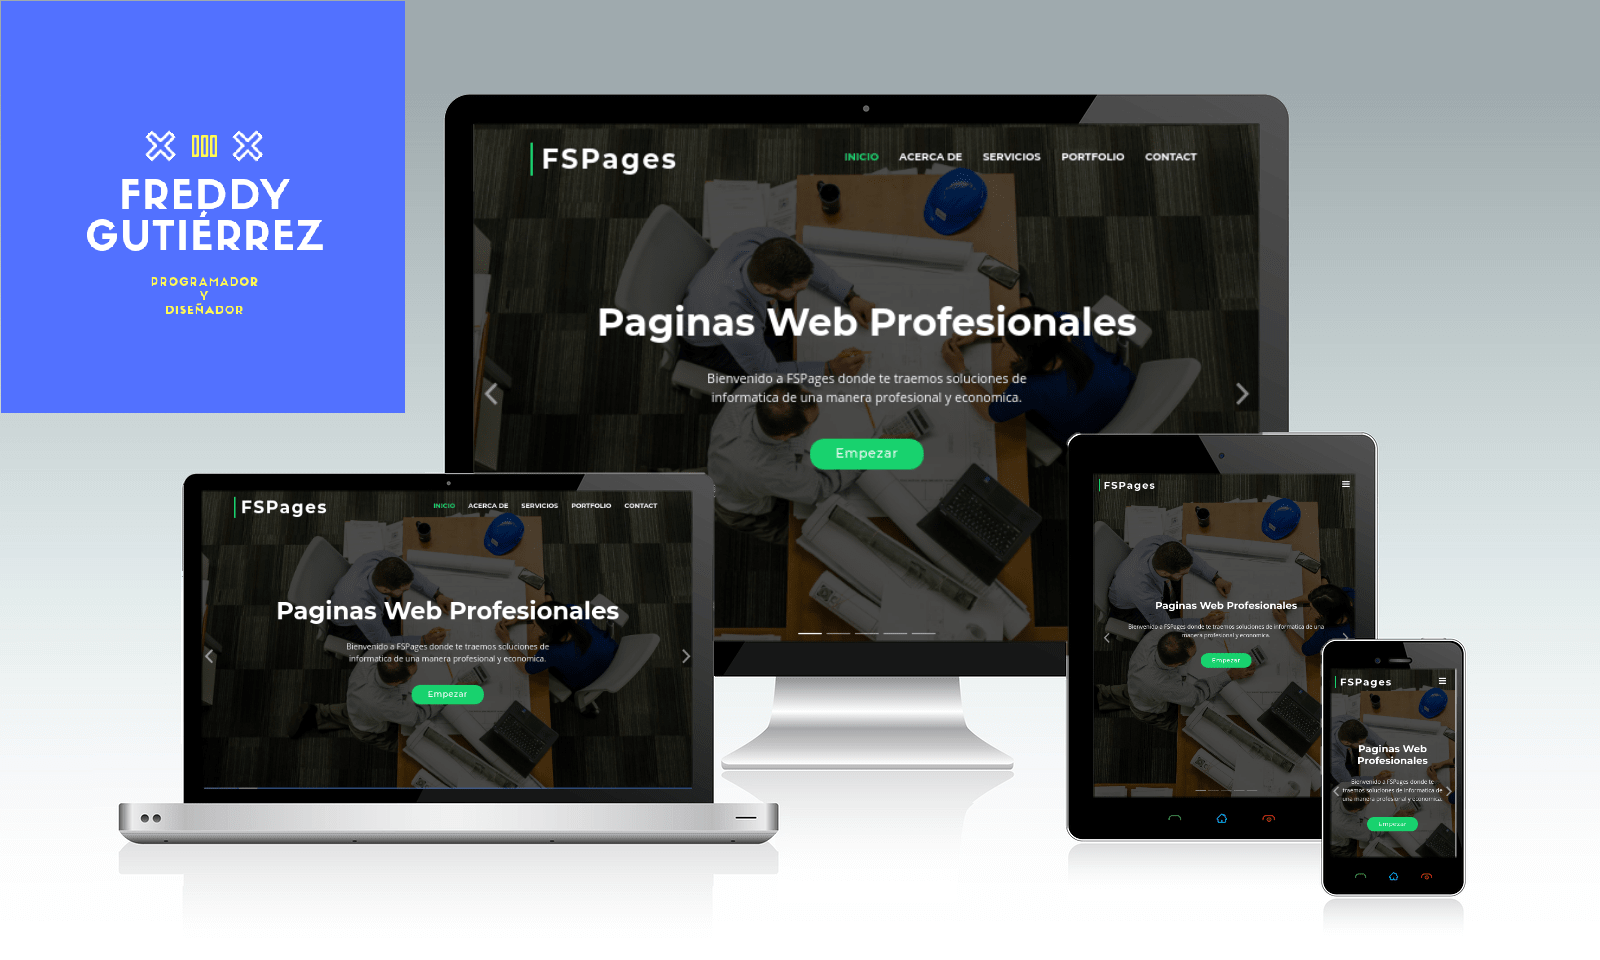 FREDDY
GUTIÉRREZ
PROGRAMADOR
Y
DISEÑADOR
FSPages
INICIO ACERCA DE SERVICIOS PORTFOLIO CONTACT
Paginas Web Profesionales
Bienvenido a FSPages donde te traemos soluciones de
informatica de una manera profesional y economica.
Empezar
FSPages
INICIO ACERCA DE SERVICIOS PORTFOLIO CONTACT
Paginas Web Profesionales
Bienvenido a FSPages donde te traemos soluciones de
informatica de una manera profesional y economica.
Empezar
FSPages
Paginas Web Profesionales
Bienvenido a FSPages donde te traemos soluciones de informatica de una
manera profesional y economica.
Empezar
FSPages
Paginas Web
Profesionales
Bienvenido a FSPages donde te
traemos soluciones de informatica de
una manera profesional y economica.
Empezar